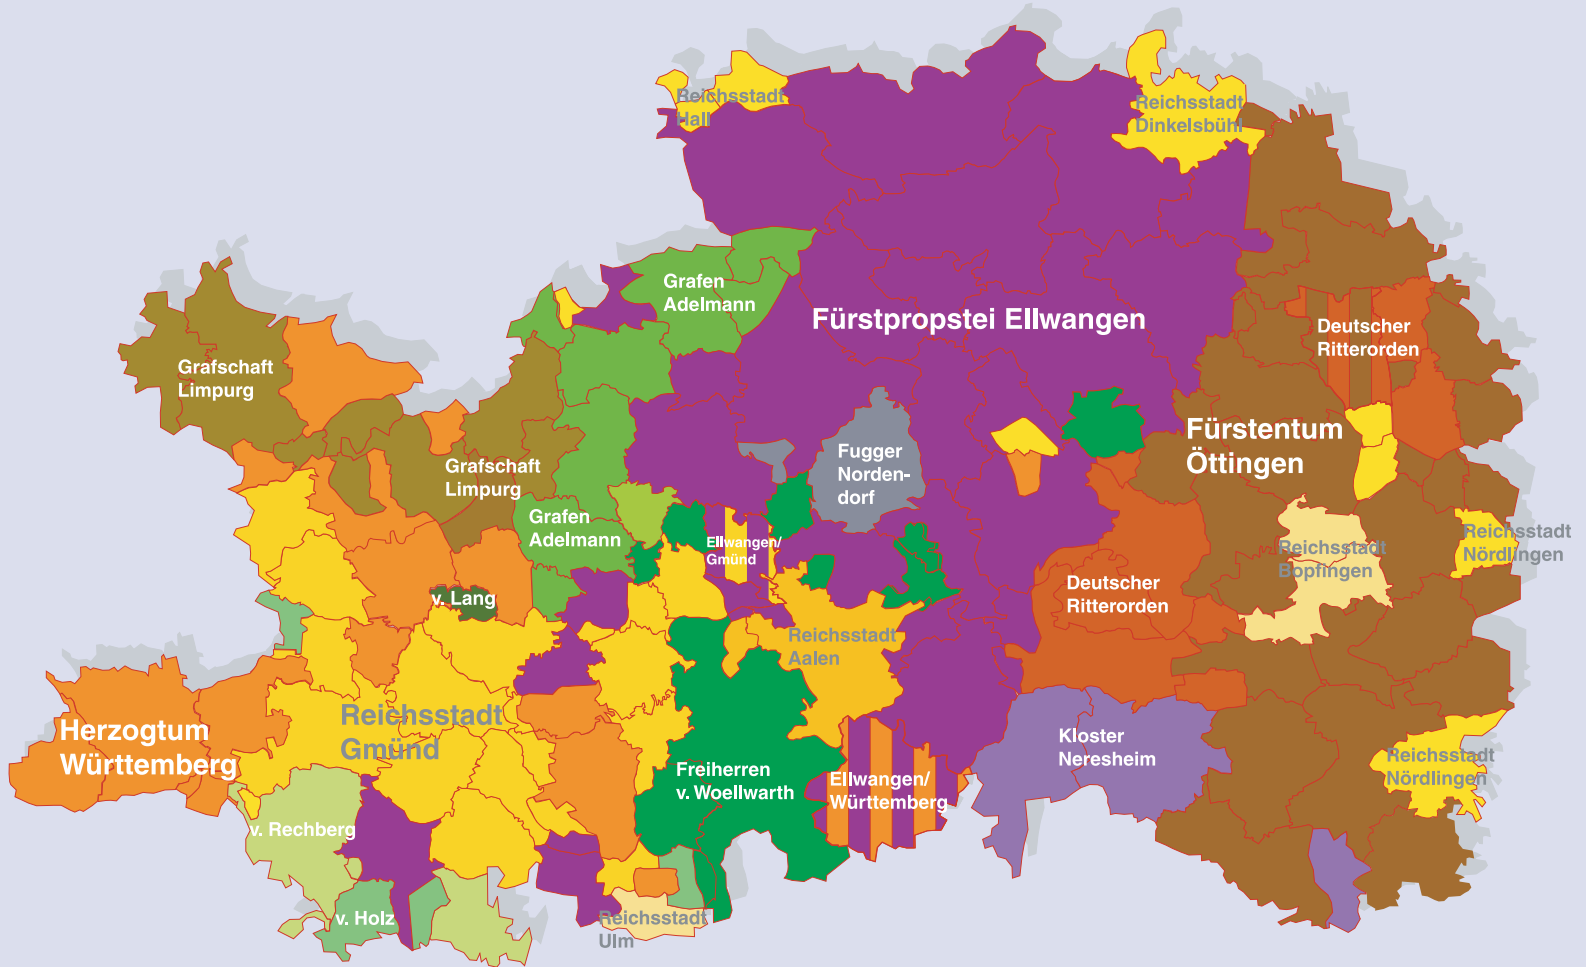 Reichsstadt
Hall
Reichsstadt
Dinkelsbühl
Grafen
Adelmann
Fürstpropstei Ellwangen
Deutscher
Ritterorden
Grafschaft
Limpurg
Fürstentum
Öttingen
Fugger
Norden-
dorf
Grafschaft
Limpurg
Grafen
Adelmann
Ellwangen/
Gmünd
Reichsstadt
Nördlingen
Reichsstadt
Bopfingen
Deutscher
Ritterorden
v. Lang
Reichsstadt
Aalen
Herzogtum
Württemberg
Reichsstadt
Gmünd
Kloster
Neresheim
Reichsstadt
Nördlingen
Freiherren
v. Woellwarth
Ellwangen/
Württemberg
v. Rechberg
v. Holz
Reichsstadt
Ulm